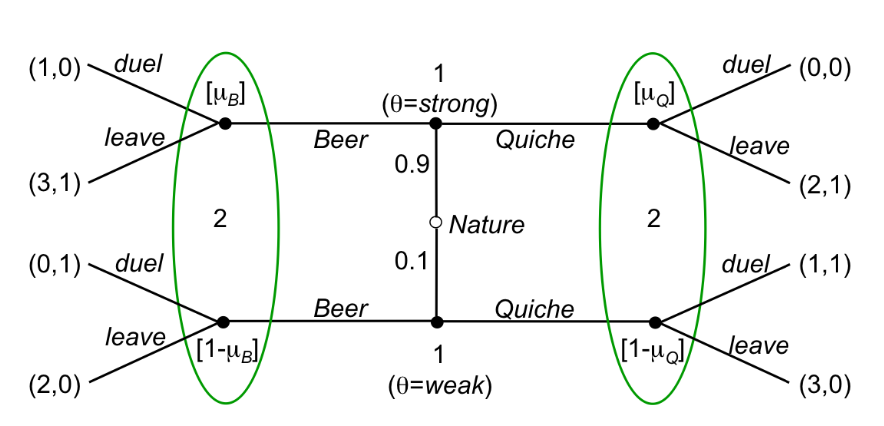 1
(θ=strong)
(1,0) duel [μB] [μQ] duel (0,0)
leave Beer Quiche leave
(3,1) 0.9 (2,1)
2 Nature 2
(0,1) duel 0.1 duel (1,1)
Beer Quiche
leave [1-μB] 1 [1-μQ] leave
(2,0) (θ=weak) (3,0)